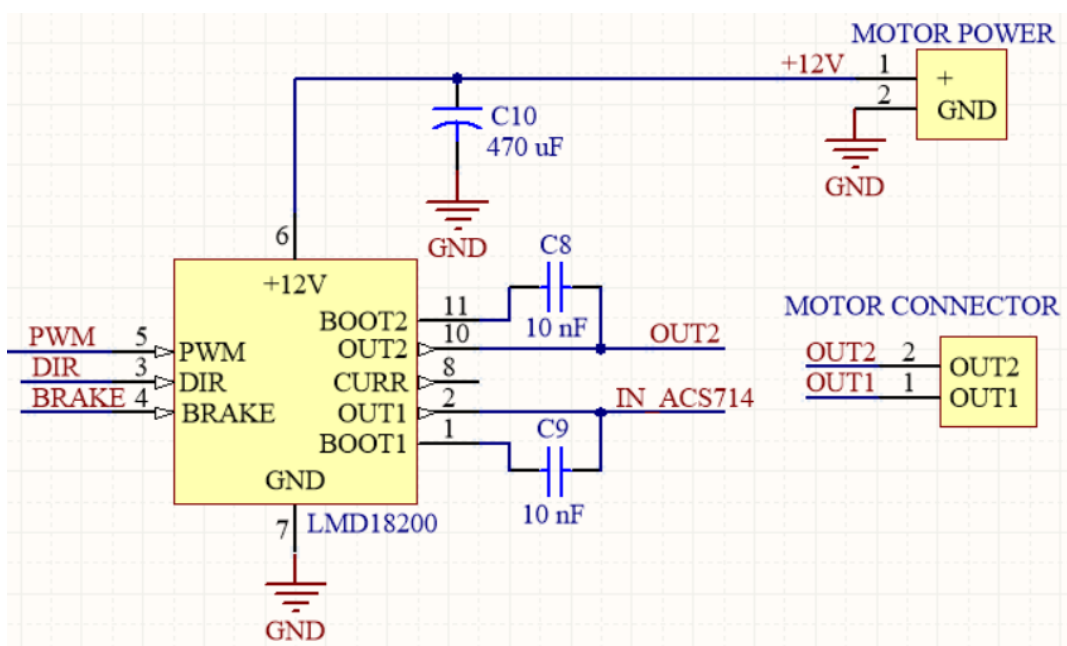 MOTOR POWER
+12V
1
+
2
GND
GND
C10
470 uF
GND
6
+12V
C8
10 nF
BOOT2
11
OUT2
10
OUT2
CURR
8
OUT1
2
IN_ACS714
BOOT1
1
C9
10 nF
PWM
5
PWM
DIR
3
DIR
BRAKE
4
BRAKE
GND
7
LMD18200
GND
MOTOR CONNECTOR
OUT2
2
OUT2
OUT1
1
OUT1